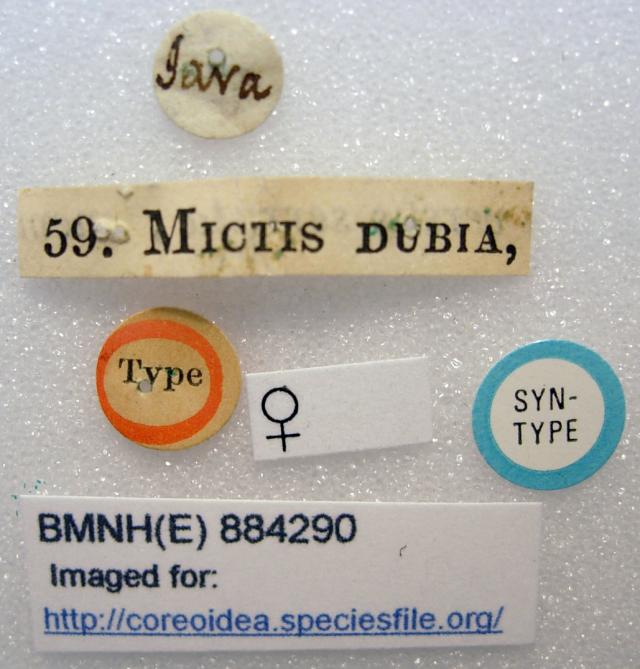 Java
59. MICTIS DUBIA,
Type
♀
SYN-
TYPE
BMNH(E) 884290
Imaged for:
http://coreoidea.speciesfile.org/